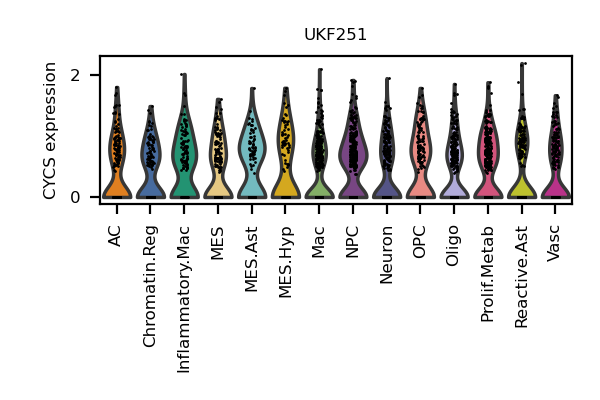 UKF251
CYCS expression
2
0
AC
Chromatin.Reg
Inflammatory.Mac
MES
MES.Ast
MES.Hyp
Mac
NPC
Neuron
OPC
Oligo
Prolif.Metab
Reactive.Ast
Vasc